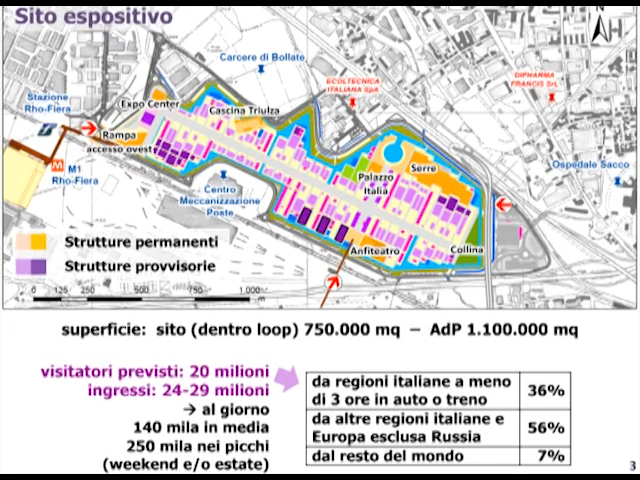 Sito espositivo
N
Carcere di Bollate
ECOLTECNICA
ITALIANA SpA
DIPHARMA
FRANCIS SrL
Stazione
Rho-Fiera
Expo Center
Cascina Triulza
Rampa
accesso ovest
M
M1
Rho-Fiera
Palazzo
Italia
Serre
Ospedale Sacco
Centro
Meccanizzazione
Poste
Anfiteatro
Collina
Strutture permanenti
Strutture provvisorie
0 125 250 500 750 1.000 m
superficie: sito (dentro loop) 750.000 mq – AdP 1.100.000 mq
visitatori previsti: 20 milioni
ingressi: 24-29 milioni
→ al giorno
140 mila in media
250 mila nei picchi
(weekend e/o estate)
da regioni italiane a meno
di 3 ore in auto o treno 36%
da altre regioni italiane e
Europa esclusa Russia 56%
dal resto del mondo 7%
3